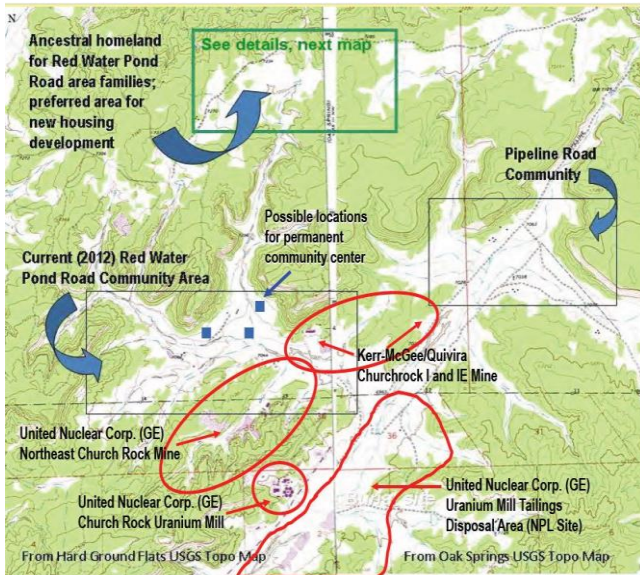 N
Ancestral homeland
for Red Water Pond
Road area families;
preferred area for
new housing
development
See details, next map
Pipeline Road
Community
Possible locations
for permanent
community center
Current (2012) Red Water
Pond Road Community Area
Kerr-McGee/Quivira
Churchrock I and IE Mine
United Nuclear Corp. (GE)
Northeast Church Rock Mine
36
United Nuclear Corp. (GE)
Church Rock Uranium Mill
United Nuclear Corp. (GE)
Uranium Mill Tailings
Disposal Area (NPL Site)
From Hard Ground Flats USGS Topo Map
From Oak Springs USGS Topo Map